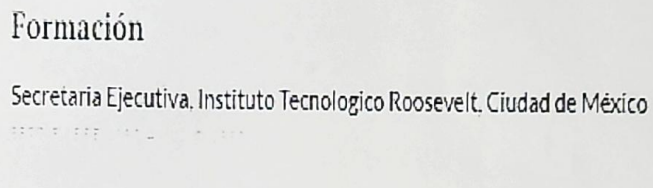 Formación
Secretaria Ejecutiva, Instituto Tecnologico Roosevelt, Ciudad de México